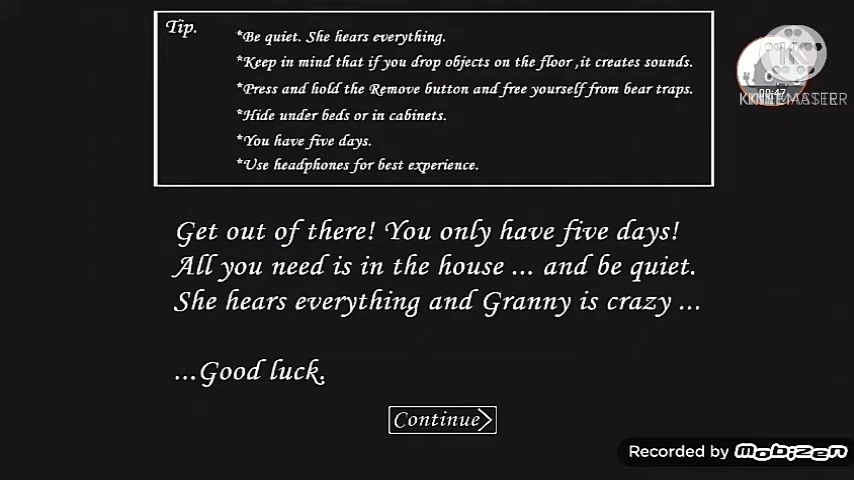 Tip.
*Be quiet. She hears everything.
*Keep in mind that if you drop objects on the floor ,it creates sounds.
*Press and hold the Remove button and free yourself from bear traps.
*Hide under beds or in cabinets.
*You have five days.
*Use headphones for best experience.
Get out of there! You only have five days!
All you need is in the house ... and be quiet.
She hears everything and Granny is crazy ...
...Good luck.
Continue
Recorded by Mobizen